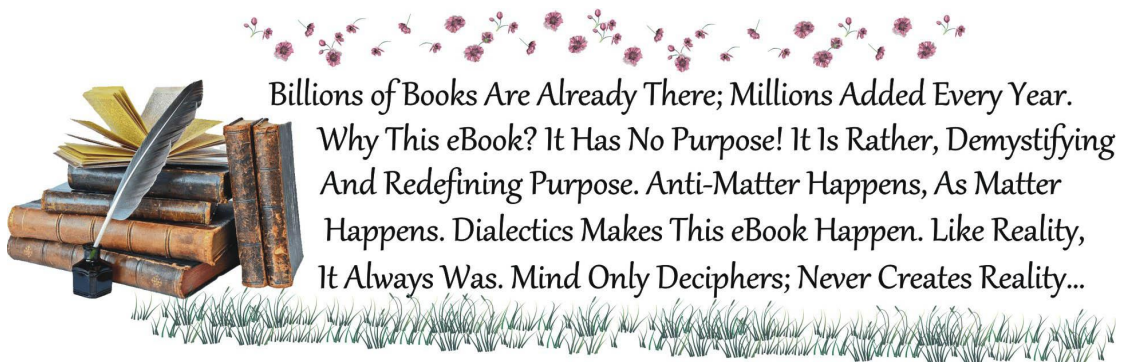 Billions of Books Are Already There; Millions Added Every Year.
Why This eBook? It Has No Purpose! It Is Rather, Demystifying
And Redefining Purpose. Anti-Matter Happens, As Matter
Happens. Dialectics Makes This eBook Happen. Like Reality,
It Always Was. Mind Only Deciphers; Never Creates Reality...